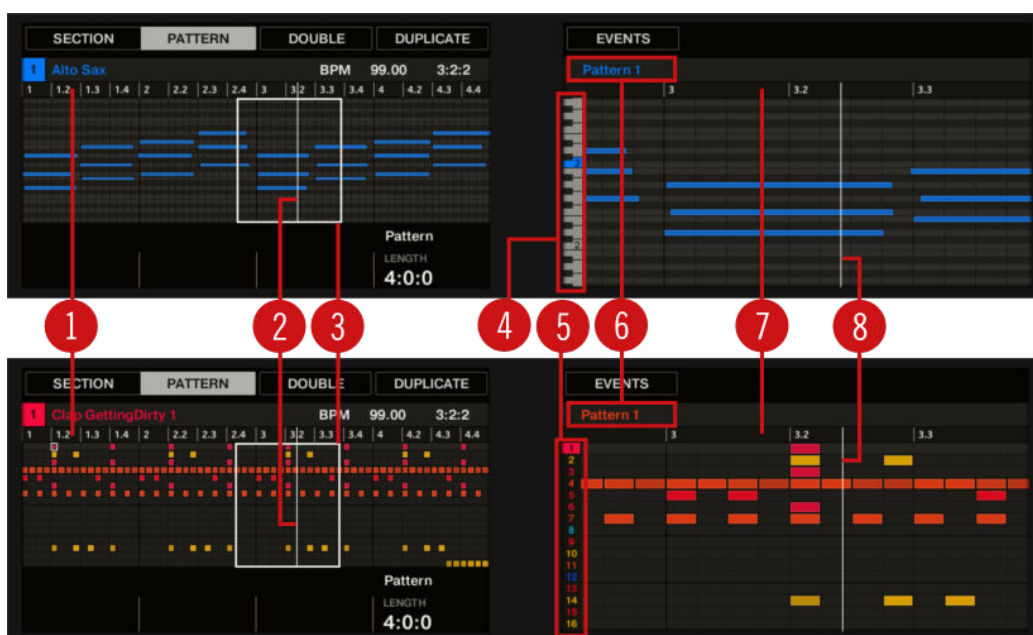 SECTION PATTERN DOUBLE DUPLICATE EVENTS
1 Alto Sax BPM 99.00 3:2:2 Pattern 1
1 1.2 1.3 1.4 2 2.2 2.3 2.4 3 3.2 3.3 3.4 4 4.2 4.3 4.4 3 3.2 3.3
3
Pattern
2
LENGTH
4:0:0
1 2 3 4 5 6 7 8
SECTION PATTERN DOUBLE DUPLICATE EVENTS
1 Clap GettingDirty 1 BPM 99.00 3:2:2 Pattern 1
1 1.2 1.3 1.4 2 2.2 2.3 2.4 3 3.2 3.3 3.4 4 4.2 4.3 4.4 3 3.2 3.3
1
2
3
4
5
6
7
8
9
10
11
12
13
14
15
16
Pattern
LENGTH
4:0:0